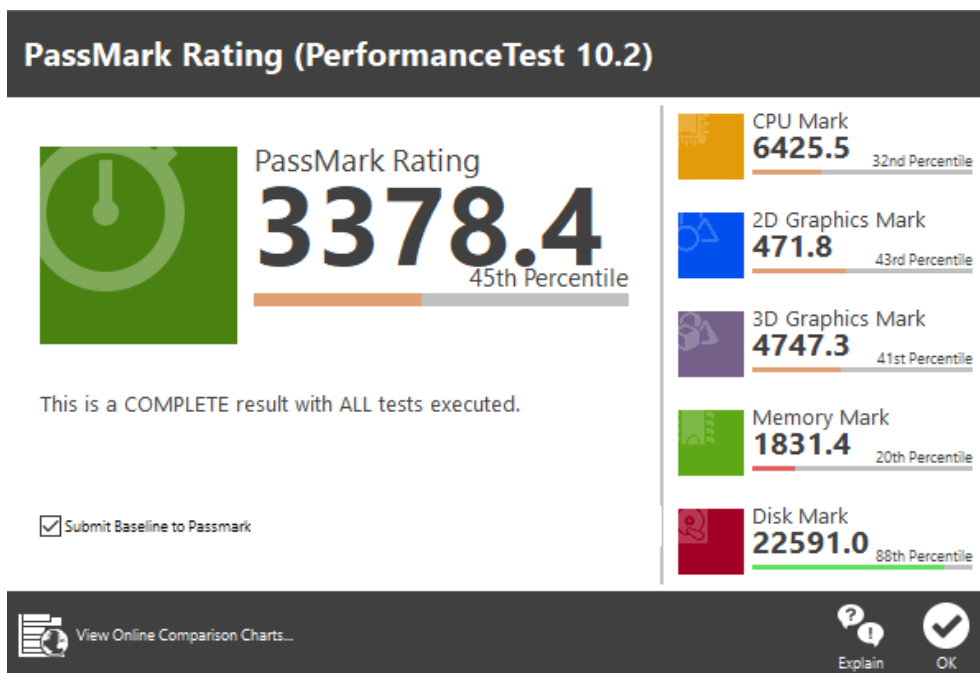 PassMark Rating (PerformanceTest 10.2)
PassMark Rating
3378.4
45th Percentile
This is a COMPLETE result with ALL tests executed.
Submit Baseline to Passmark
CPU Mark
6425.5
32nd Percentile
2D Graphics Mark
471.8
43rd Percentile
3D Graphics Mark
4747.3
41st Percentile
Memory Mark
1831.4
20th Percentile
Disk Mark
22591.0
88th Percentile
View Online Comparison Charts...
Explain
OK